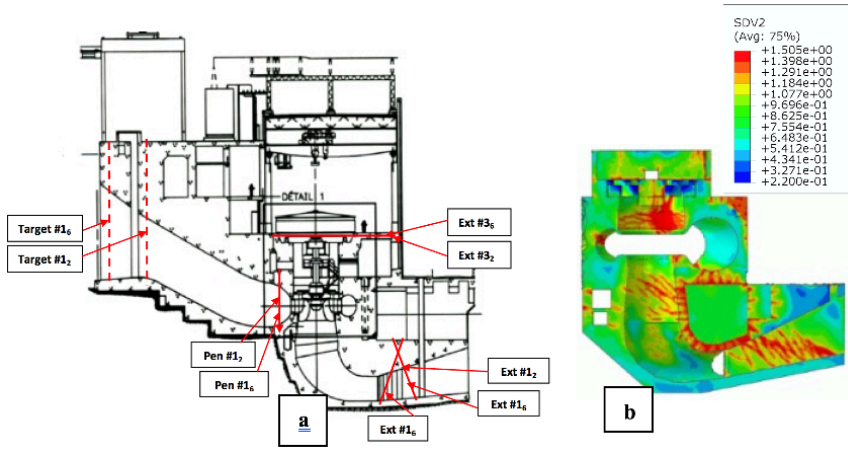 SDV2
(Avg: 75%)
+1.505e+00
+1.398e+00
+1.291e+00
+1.184e+00
+1.077e+00
+9.696e-01
+8.625e-01
+7.554e-01
+6.483e-01
+5.412e-01
+4.341e-01
+3.271e-01
+2.200e-01
DÉTAIL 1
Target #1₆
Target #1₂
Ext #3₆
Ext #3₂
Pen #1₂
Pen #1₆
Ext #1₂
Ext #1₆
Ext #1₆
a
b